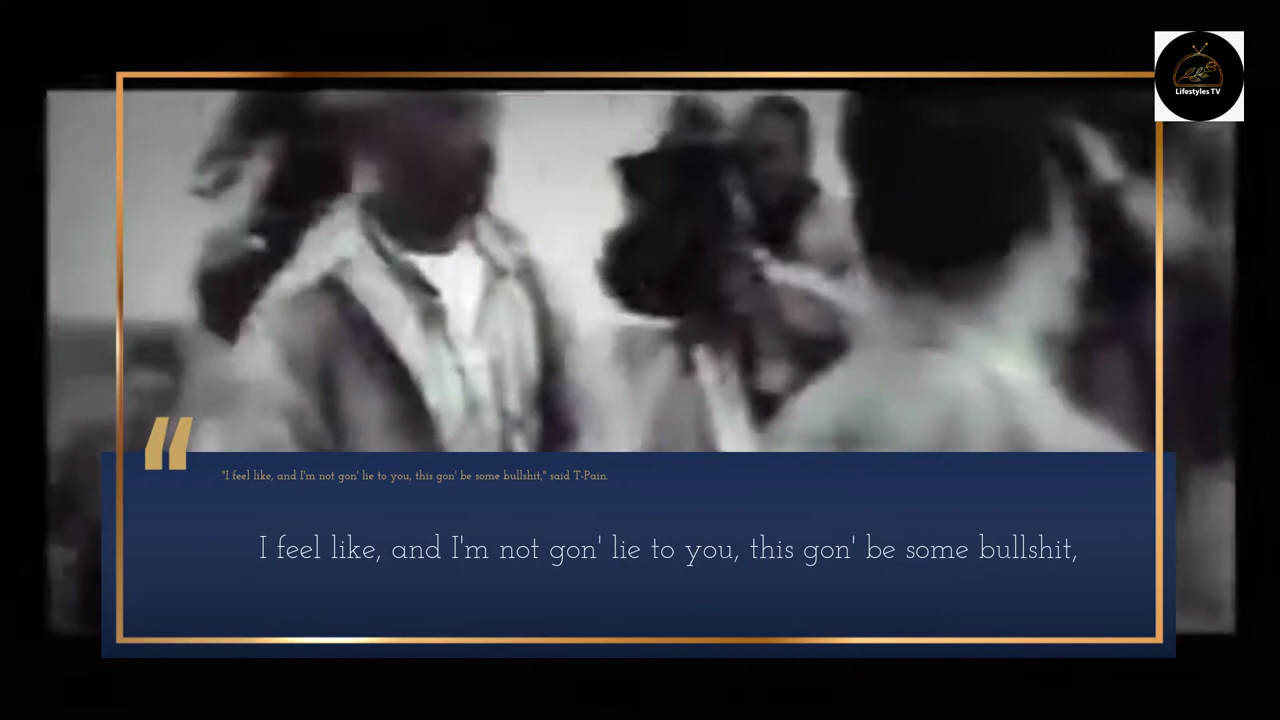 Lifestyles TV
"I feel like, and I'm not gon' lie to you, this gon' be some bullshit," said T-Pain.
I feel like, and I'm not gon' lie to you, this gon' be some bullshit,